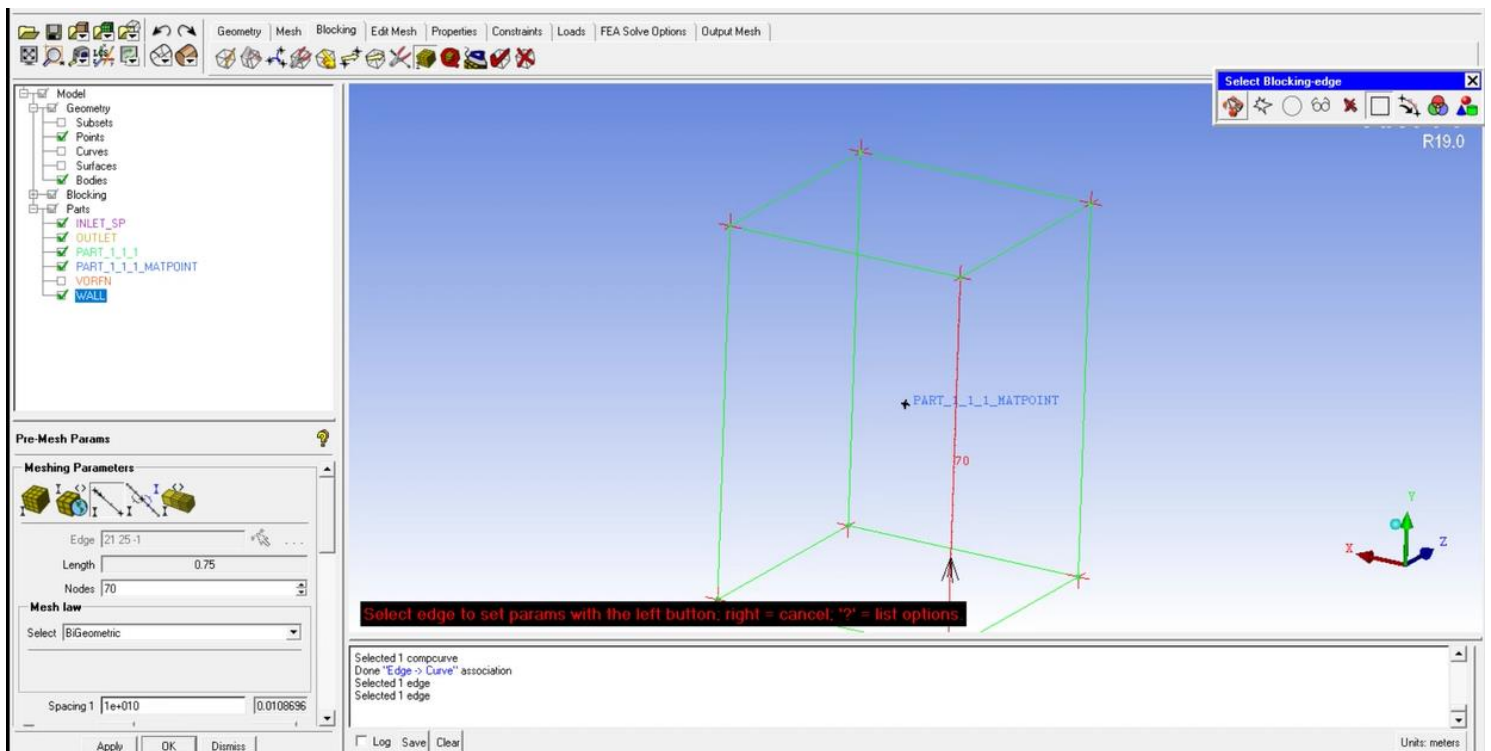 Geometry Mesh Blocking Edit Mesh Properties Constraints Loads FEA Solve Options Output Mesh
Select Blocking-edge
R19.0
Model
Geometry
Subsets
Points
Curves
Surfaces
Bodies
Blocking
Parts
INLET_SP
OUTLET
PART_1_1_1
PART_1_1_1_MATPOINT
VORFN
WALL
PART_1_1_1_MATPOINT
70
Y
X
Z
Pre-Mesh Params
Meshing Parameters
Edge 21 25 -1 ...
Length 0.75
Nodes 70
Mesh law
Select BiGeometric
Spacing 1 1e+010 0.0108696
Apply OK Dismiss
Select edge to set params with the left button; right = cancel; '?' = list options.
Selected 1 compcurve
Done "Edge -> Curve" association
Selected 1 edge
Selected 1 edge
Log Save Clear
Units: meters